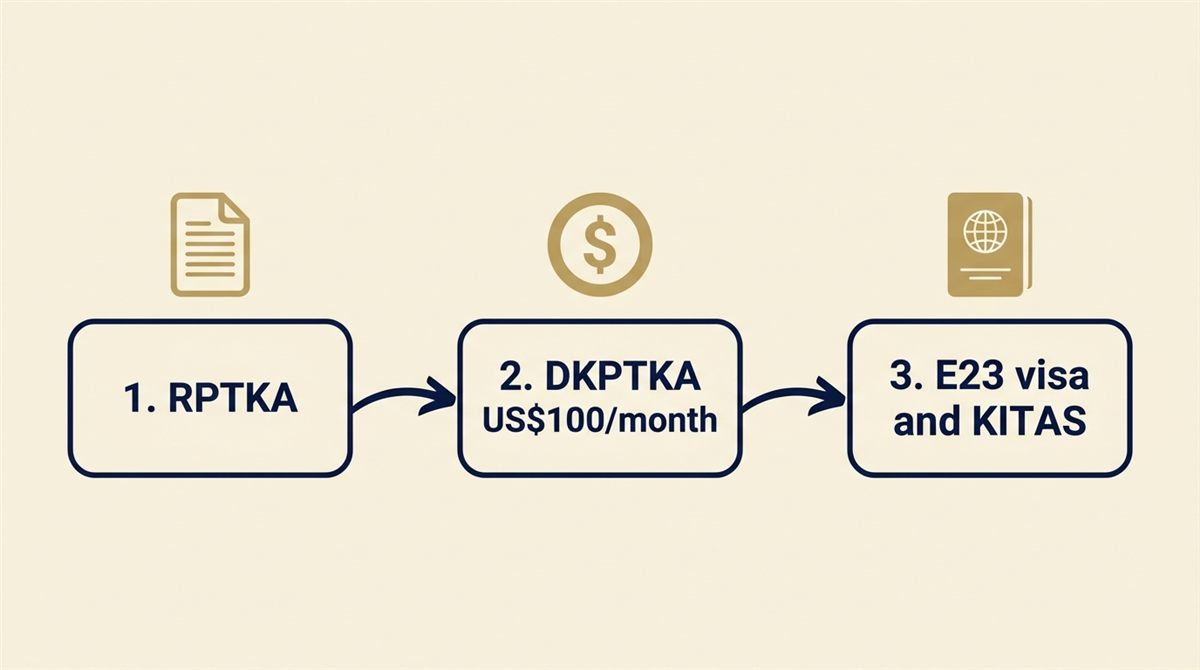 1. RPTKA
2. DKPTKA
US$100/month
3. E23 visa
and KITAS